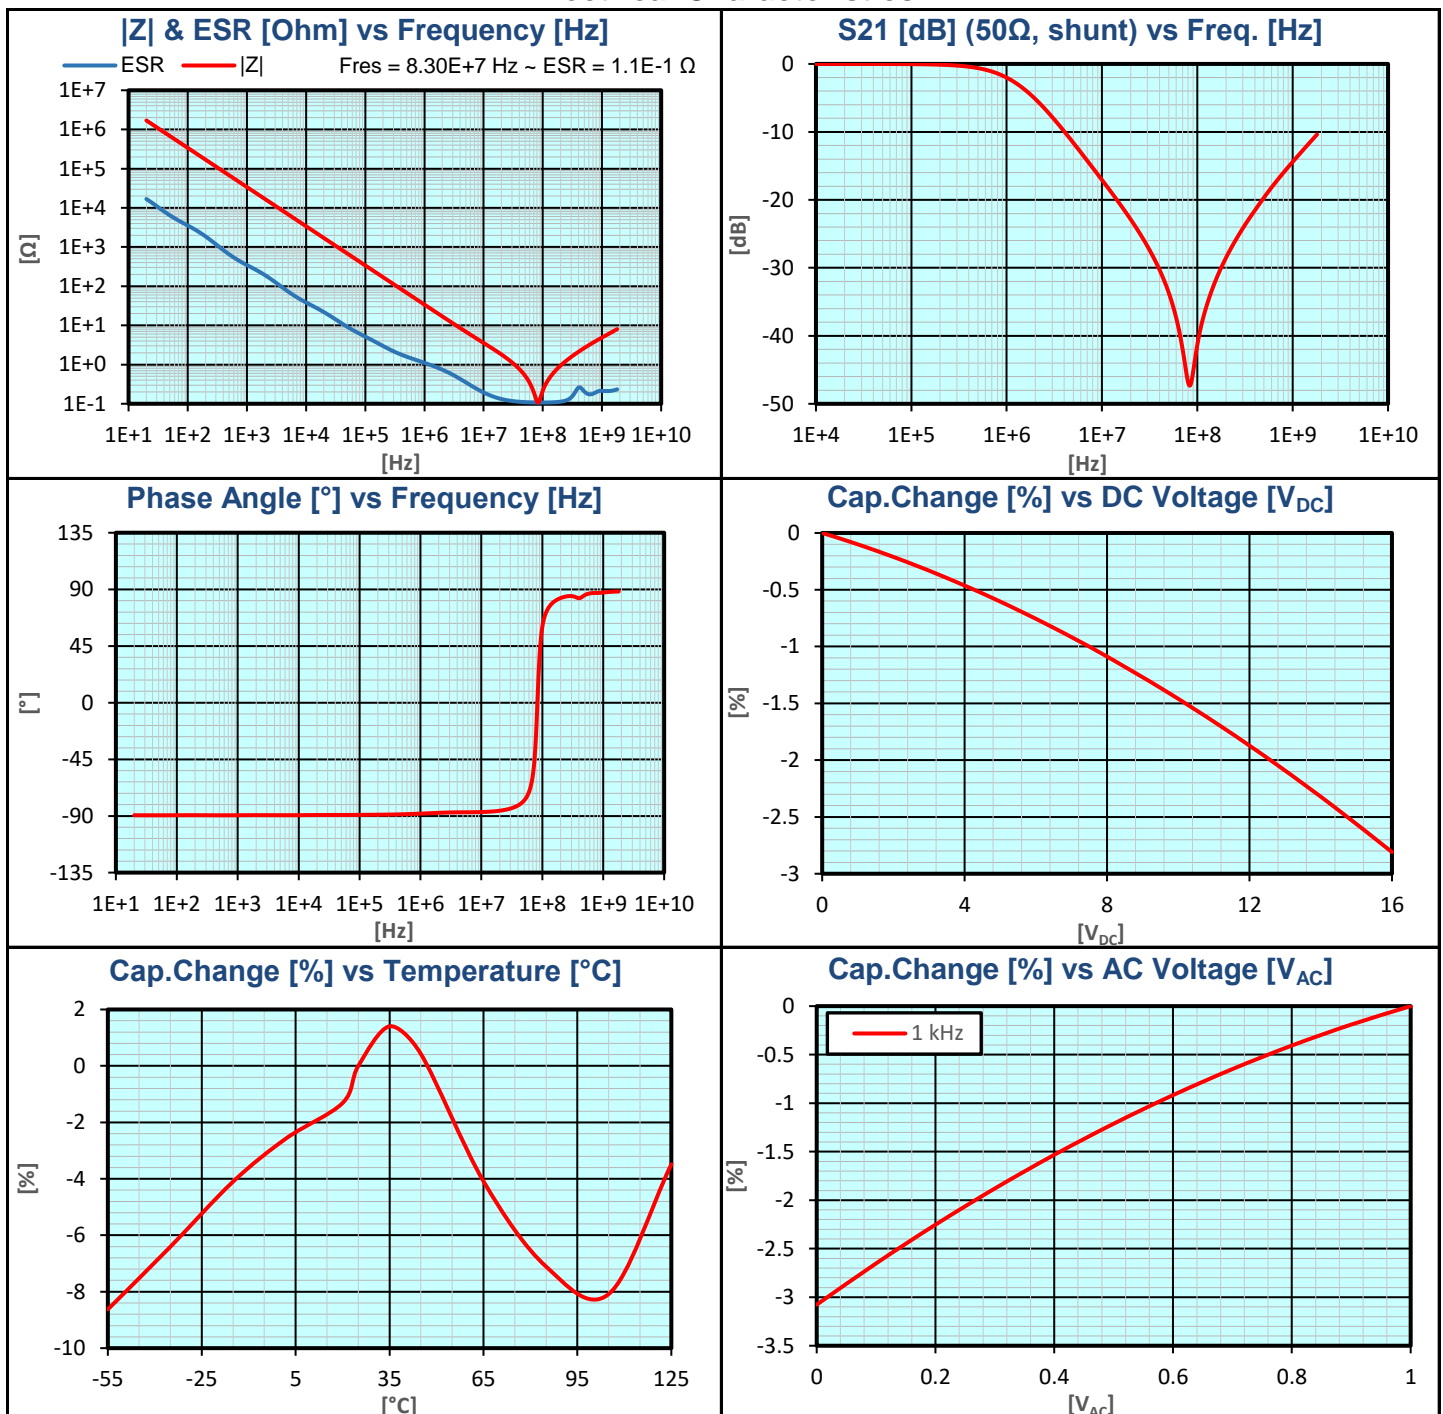 |Z| & ESR [Ohm] vs Frequency [Hz]
ESR |Z| Fres = 8.30E+7 Hz ~ ESR = 1.1E-1 Ω
1E+7
1E+6
1E+5
1E+4
1E+3
1E+2
1E+1
1E+0
1E-1
[Ω]
1E+1 1E+2 1E+3 1E+4 1E+5 1E+6 1E+7 1E+8 1E+9 1E+10
[Hz]
S21 [dB] (50Ω, shunt) vs Freq. [Hz]
0
-10
-20
-30
-40
-50
[dB]
1E+4 1E+5 1E+6 1E+7 1E+8 1E+9 1E+10
[Hz]
Phase Angle [°] vs Frequency [Hz]
135
90
45
0
-45
-90
-135
[°]
1E+1 1E+2 1E+3 1E+4 1E+5 1E+6 1E+7 1E+8 1E+9 1E+10
[Hz]
Cap.Change [%] vs DC Voltage [VDC]
0
-0.5
-1
-1.5
-2
-2.5
-3
[%]
0 4 8 12 16
[VDC]
Cap.Change [%] vs Temperature [°C]
2
0
-2
-4
-6
-8
-10
[%]
-55 -25 5 35 65 95 125
[°C]
Cap.Change [%] vs AC Voltage [VAC]
1 kHz
0
-0.5
-1
-1.5
-2
-2.5
-3
-3.5
[%]
0 0.2 0.4 0.6 0.8 1
[VAC]